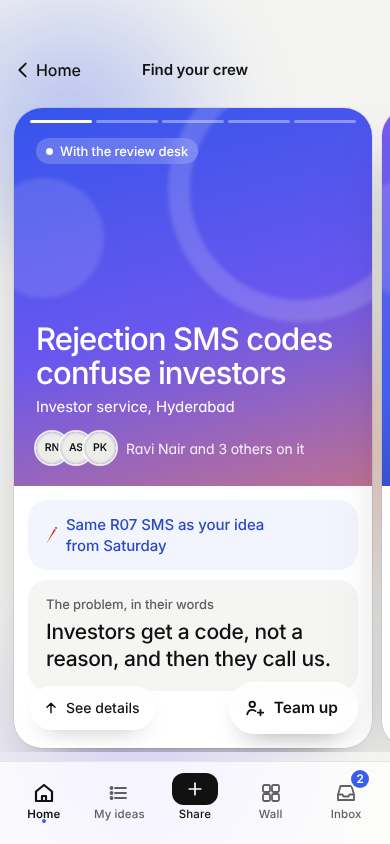 Home
Find your crew
With the review desk
Rejection SMS codes
confuse investors
Investor service, Hyderabad
RN AS PK
Ravi Nair and 3 others on it
Same R07 SMS as your idea
from Saturday
The problem, in their words
Investors get a code, not a
reason, and then they call us.
See details
Team up
2
Home
My ideas
Share
Wall
Inbox